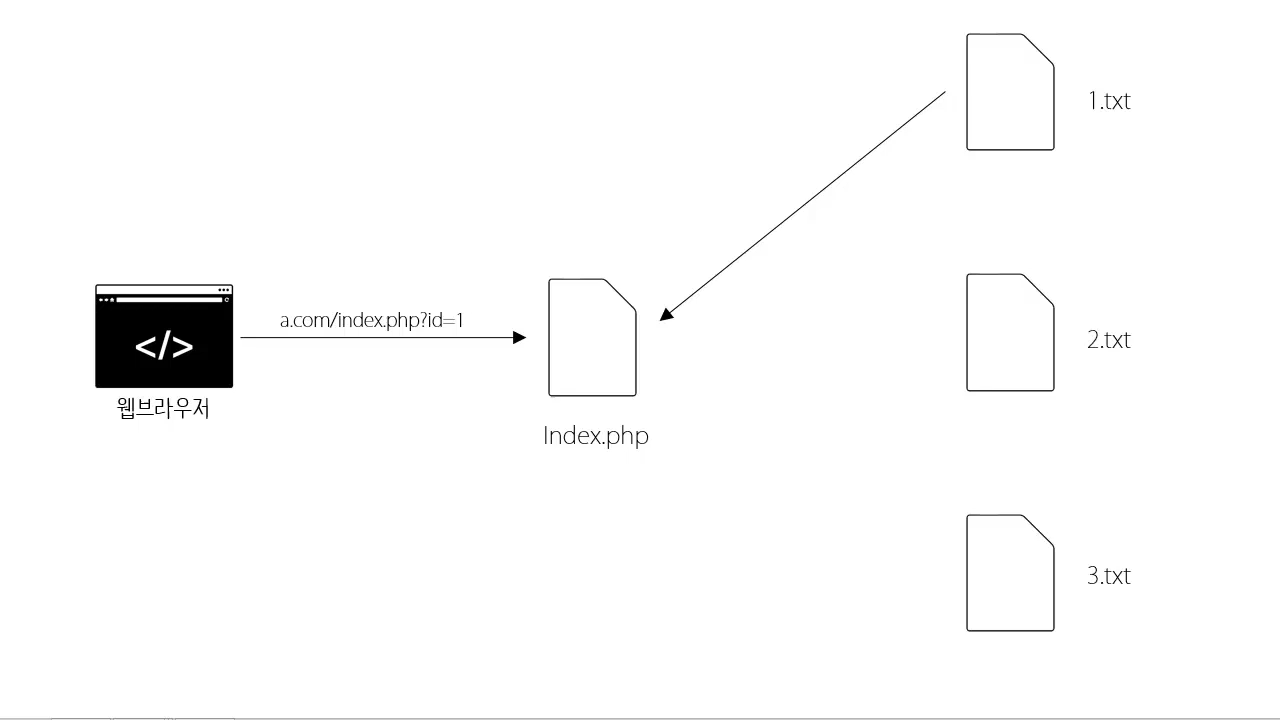 1.txt
a.com/index.php?id=1
</>
웹브라우저
Index.php
2.txt
3.txt